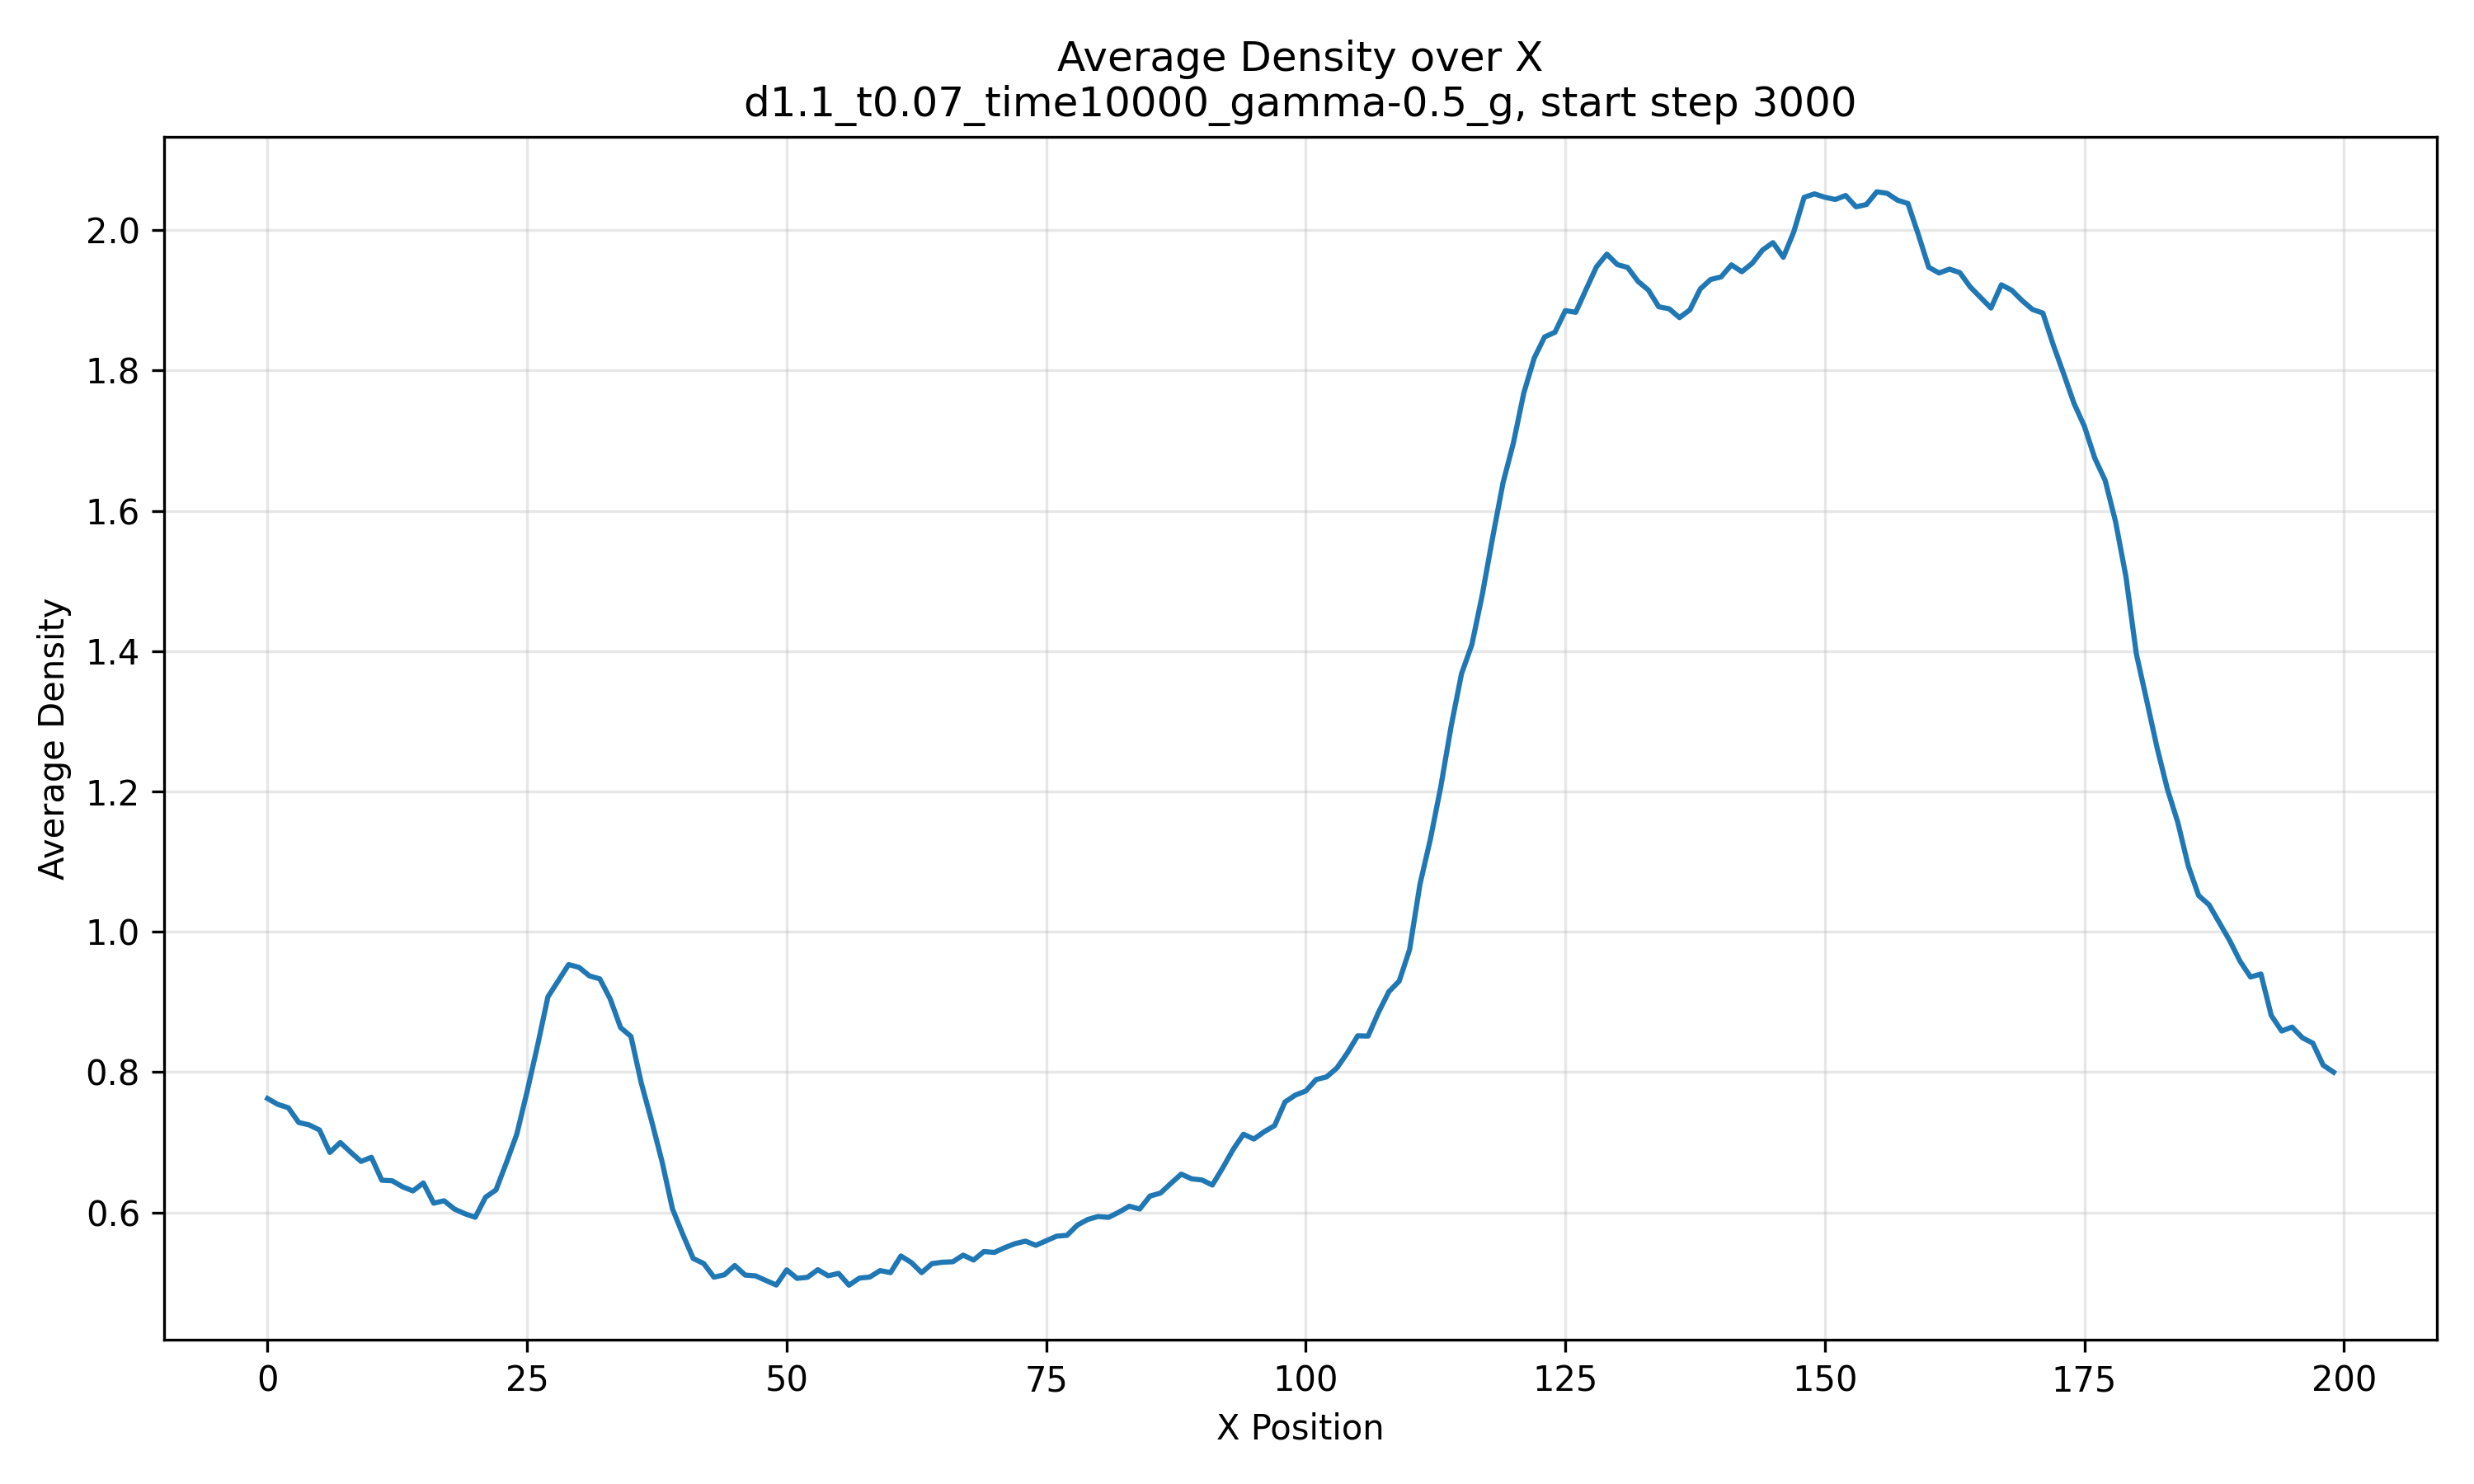 Average Density over X
d1.1_t0.07_time10000_gamma-0.5_g, start step 3000
Average Density
2.0
1.8
1.6
1.4
1.2
1.0
0.8
0.6
0 25 50 75 100 125 150 175 200
X Position